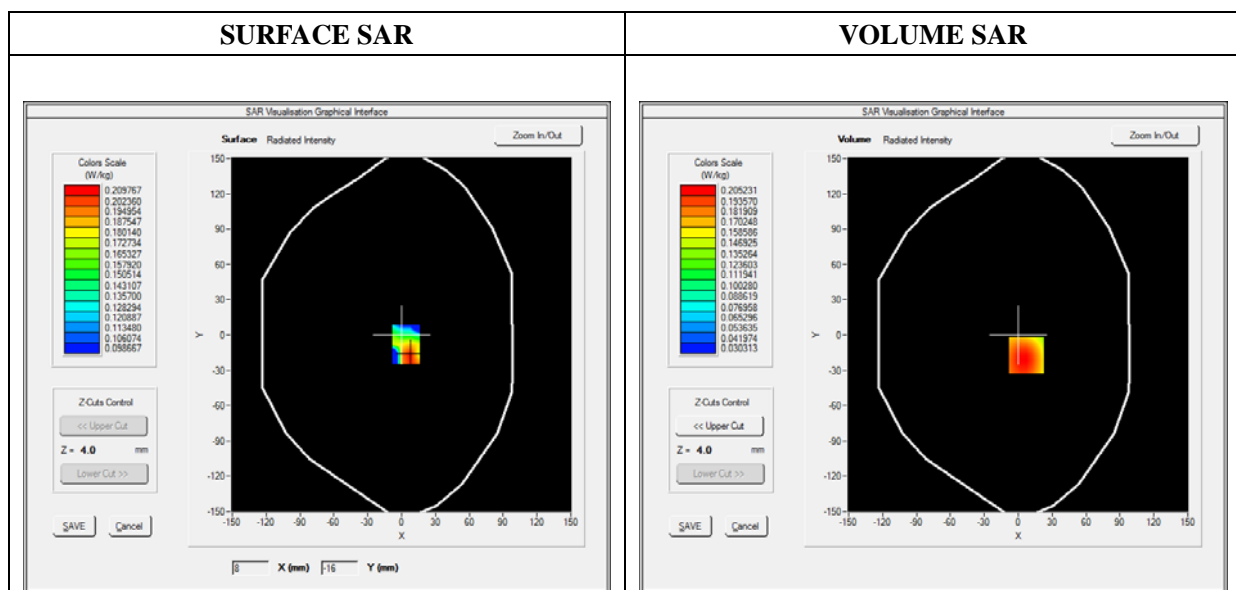 SURFACE SAR
VOLUME SAR
SAR Visualisation Graphical Interface
Surface Radiated Intensity
Zoom In/Out
Colors Scale
(W/kg)
0.209767
0.202360
0.194954
0.187547
0.180140
0.172734
0.165327
0.157920
0.150514
0.143107
0.135700
0.128294
0.120887
0.113480
0.106074
0.098667
Z-Cuts Control
<< Upper Cut
Z = 4.0 mm
Lower Cut >>
SAVE Cancel
150
120
90
60
30
0
-30
-60
-90
-120
-150
Y
-150 -120 -90 -60 -30 0 30 60 90 120 150
X
8 X (mm) -16 Y (mm)
SAR Visualisation Graphical Interface
Volume Radiated Intensity
Zoom In/Out
Colors Scale
(W/kg)
0.205231
0.193570
0.181909
0.170248
0.158586
0.146925
0.135264
0.123603
0.111941
0.100280
0.088619
0.076958
0.065296
0.053635
0.041974
0.030313
Z-Cuts Control
<< Upper Cut
Z = 4.0 mm
Lower Cut >>
SAVE Cancel
150
120
90
60
30
0
-30
-60
-90
-120
-150
Y
-150 -120 -90 -60 -30 0 30 60 90 120 150
X